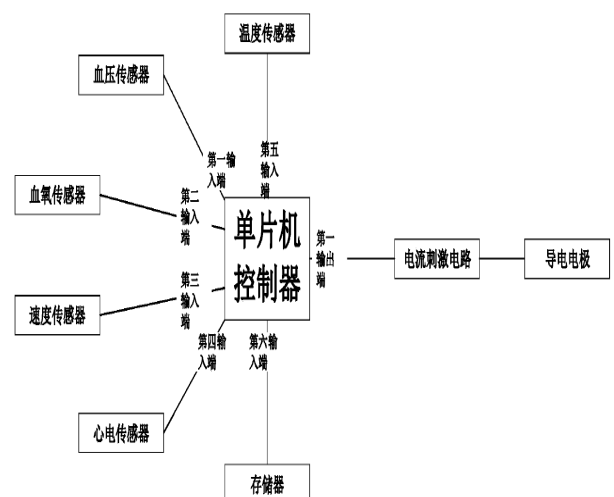 温度传感器
血压传感器
第五
输入
端
第一输
入端
血氧传感器
第二
输入
端
单片机
控制器
第一
输出
端
电流刺激电路
导电电极
速度传感器
第三
输入
端
第四输
入端
第六输
入端
心电传感器
存储器